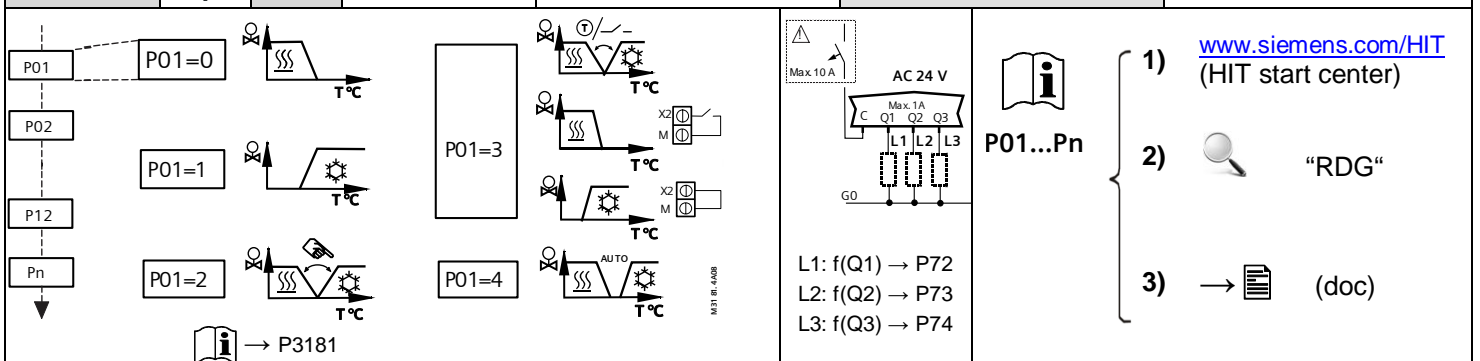 P01
P02
P12
Pn
P01=0
T°C
P01=1
T°C
P01=2
T°C
→ P3181
P01=3
T
T°C
X2
M
T°C
X2
M
T°C
P01=4
AUTO
T°C
M3181.4A08
Max. 10 A
AC 24 V
Max. 1A
C Q1 Q2 Q3
L1 L2 L3
G0
L1: f(Q1) → P72
L2: f(Q2) → P73
L3: f(Q3) → P74
i
P01...Pn
1) www.siemens.com/HIT
(HIT start center)
2) “RDG“
3) → (doc)